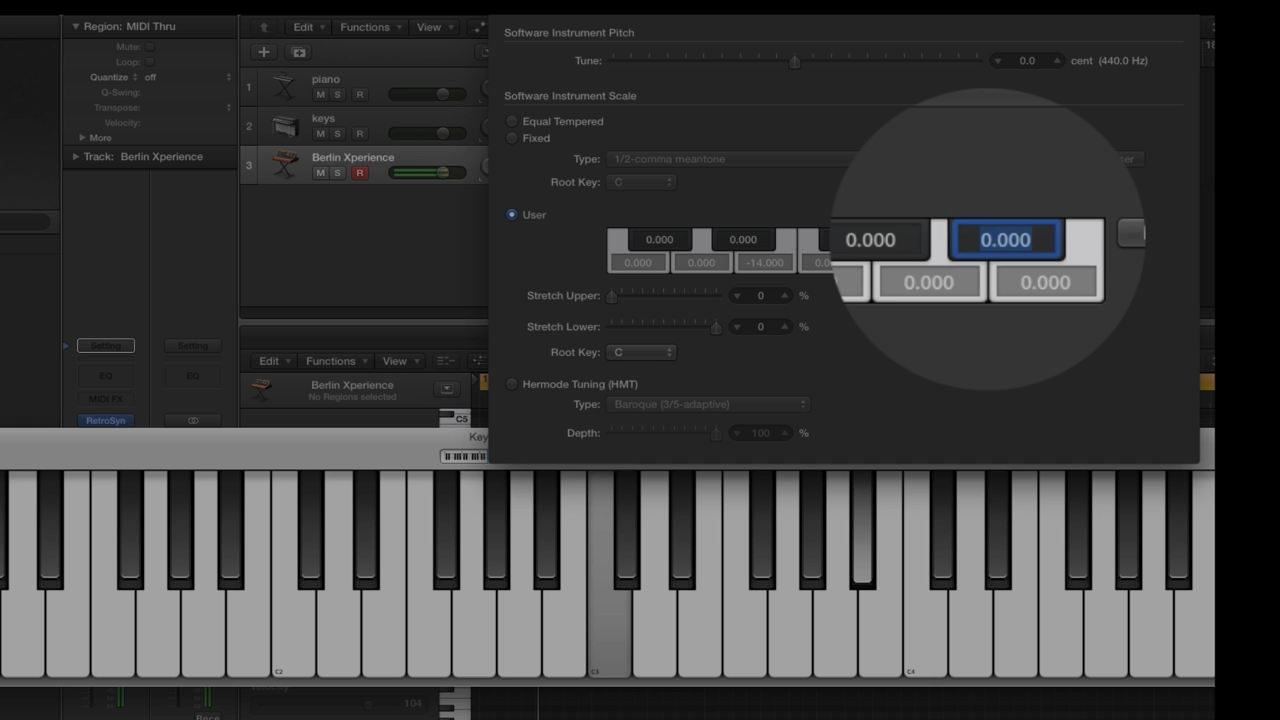 Region: MIDI Thru
Mute:
Loop:
Quantize off
Q-Swing:
Transpose:
Velocity:
More
Track: Berlin Xperience
Edit Functions View
1 piano
M S R
2 keys
M S R
3 Berlin Xperience
M S R
Software Instrument Pitch
Tune: 0.0 cent (440.0 Hz)
Software Instrument Scale
Equal Tempered
Fixed
Type: 1/2-comma meantone
Root Key: C
User
0.000 0.000 0.000 0.000
0.000 0.000 -14.000 0.000 0.000
Stretch Upper: 0 %
Stretch Lower: 0 %
Root Key: C
Hermode Tuning (HMT)
Type: Baroque (3/5-adaptive)
Depth: 100 %
Setting Setting
EQ EQ
MIDI FX
RetroSyn
Edit Functions View
Berlin Xperience
No Regions selected
C5
Key
C2 C3 C4
Velocity 104